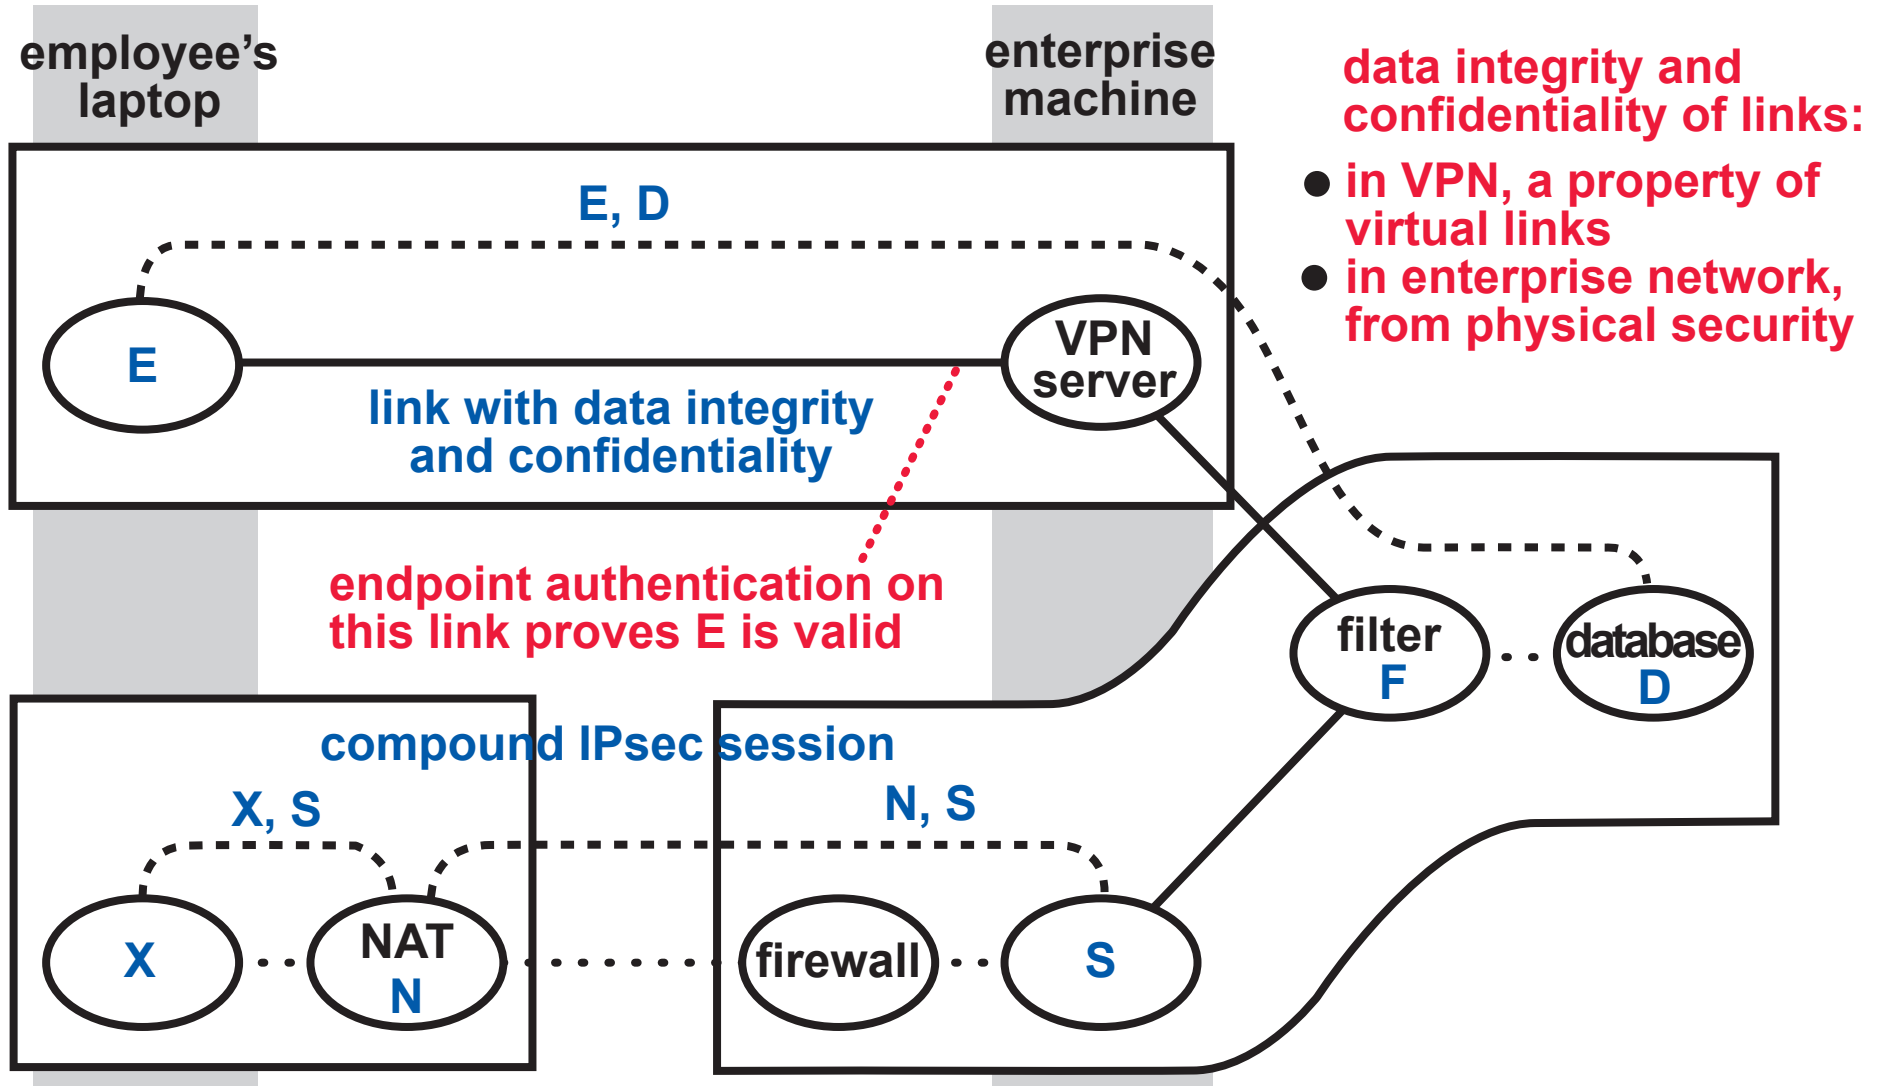 employee’s
laptop
enterprise
machine
data integrity and
confidentiality of links:
● in VPN, a property of
virtual links
● in enterprise network,
from physical security
E, D
E
VPN
server
link with data integrity
and confidentiality
endpoint authentication on
this link proves E is valid
filter
F
database
D
compound IPsec session
X, S
N, S
X
NAT
N
firewall
S